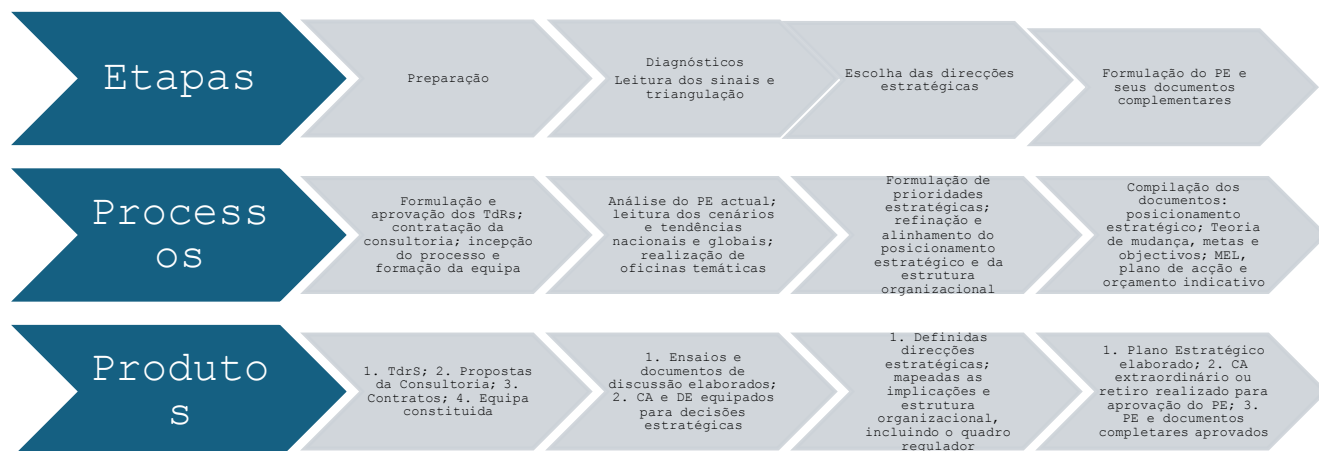 Etapas
Preparação
Diagnósticos
Leitura dos sinais e
triangulação
Escolha das direcções
estratégicas
Formulação do PE e
seus documentos
complementares
Process
os
Formulação e
aprovação dos TdRs;
contratação da
consultoria; incepção
do processo e
formação da equipa
Análise do PE actual;
leitura dos cenários
e tendências
nacionais e globais;
realização de
oficinas temáticas
Formulação de
prioridades
estratégicas;
refinação e
alinhamento do
posicionamento
estratégico e da
estrutura
organizacional
Compilação dos
documentos:
posicionamento
estratégico; Teoria
de mudança, metas e
objectivos; MEL,
plano de acção e
orçamento indicativo
Produto
s
1. TdrS; 2. Propostas
da Consultoria; 3.
Contratos; 4. Equipa
constituida
1. Ensaios e
documentos de
discussão elaborados;
2. CA e DE equipados
para decisões
estratégicas
1. Definidas
direcções
estratégicas;
mapeadas as
implicações e
estrutura
organizacional,
incluindo o quadro
regulador
1. Plano Estratégico
elaborado; 2. CA
extraordinário ou
retiro realizado para
aprovação do PE; 3.
PE e documentos
completares aprovados